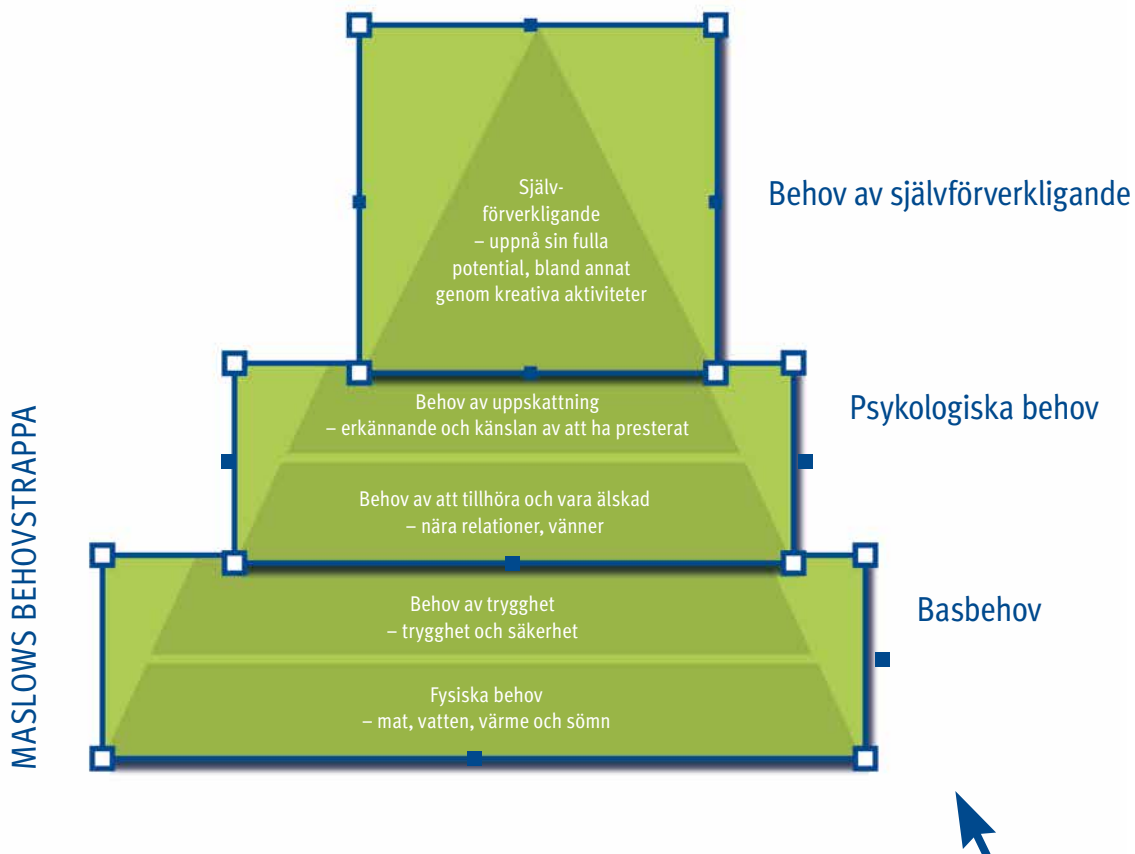 MASLOWS BEHOVSTRAPPA
Själv-
förverkligande
– uppnå sin fulla
potential, bland annat
genom kreativa aktiviteter
Behov av självförverkligande
Behov av uppskattning
– erkännande och känslan av att ha presterat
Behov av att tillhöra och vara älskad
– nära relationer, vänner
Psykologiska behov
Behov av trygghet
– trygghet och säkerhet
Fysiska behov
– mat, vatten, värme och sömn
Basbehov